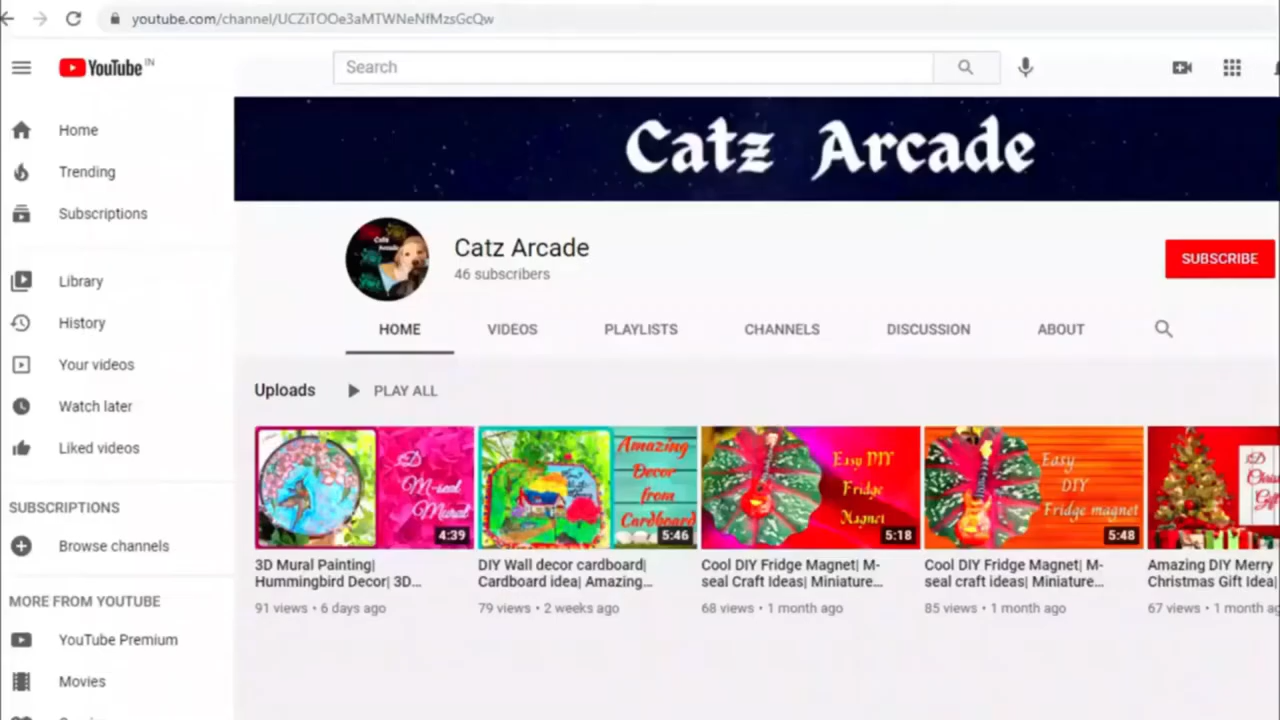 youtube.com/channel/UCZiTOOe3aMTWNeNfMzsGcQw
YouTube IN
Search
Home
Trending
Subscriptions
Library
History
Your videos
Watch later
Liked videos
SUBSCRIPTIONS
Browse channels
MORE FROM YOUTUBE
YouTube Premium
Movies
Catz Arcade
Catz Arcade
Catz Arcade
46 subscribers
SUBSCRIBE
HOME VIDEOS PLAYLISTS CHANNELS DISCUSSION ABOUT
Uploads PLAY ALL
3D
M-seal
Mural
4:39
3D Mural Painting|
Hummingbird Decor| 3D...
91 views • 6 days ago
Amazing
Decor
from
Cardboard
5:46
DIY Wall decor cardboard|
Cardboard idea| Amazing...
79 views • 2 weeks ago
Easy DIY
Fridge
Magnet
5:18
Cool DIY Fridge Magnet| M-
seal Craft Ideas| Miniature...
68 views • 1 month ago
Easy
DIY
Fridge magnet
5:48
Cool DIY Fridge Magnet| M-
seal craft ideas| Miniature...
85 views • 1 month ago
Amazing DIY Merry
Christmas Gift Idea|
67 views • 1 month ag